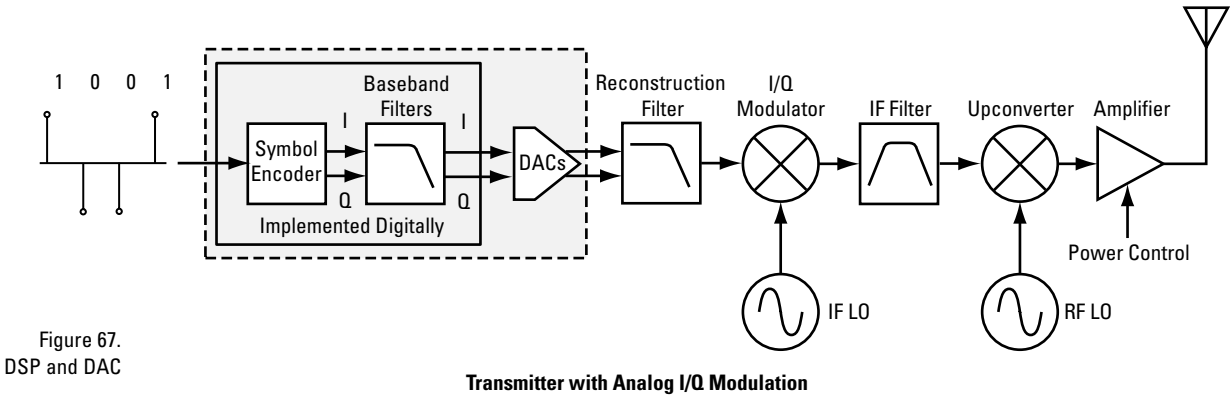 1 0 0 1
Symbol
Encoder
I
Q
Baseband
Filters
I
Q
Implemented Digitally
DACs
Reconstruction
Filter
I/Q
Modulator
IF LO
IF Filter
Upconverter
RF LO
Amplifier
Power Control
Figure 67.
DSP and DAC
Transmitter with Analog I/Q Modulation